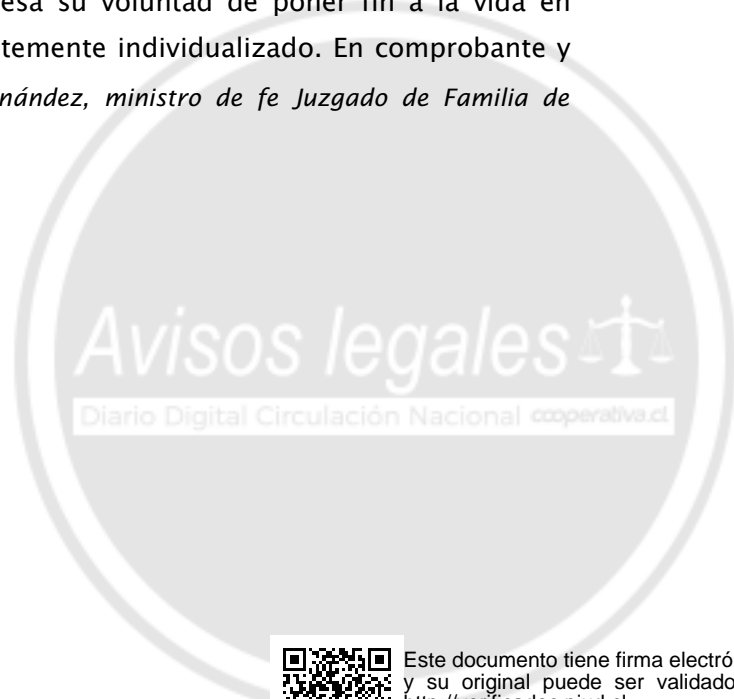 esa su voluntad de poner fin a la vida en
temente individualizado. En comprobante y
nández, ministro de fe Juzgado de Familia de
Avisos legales
Diario Digital Circulación Nacional cooperativa.cl
Este documento tiene firma electró
y su original puede ser validado